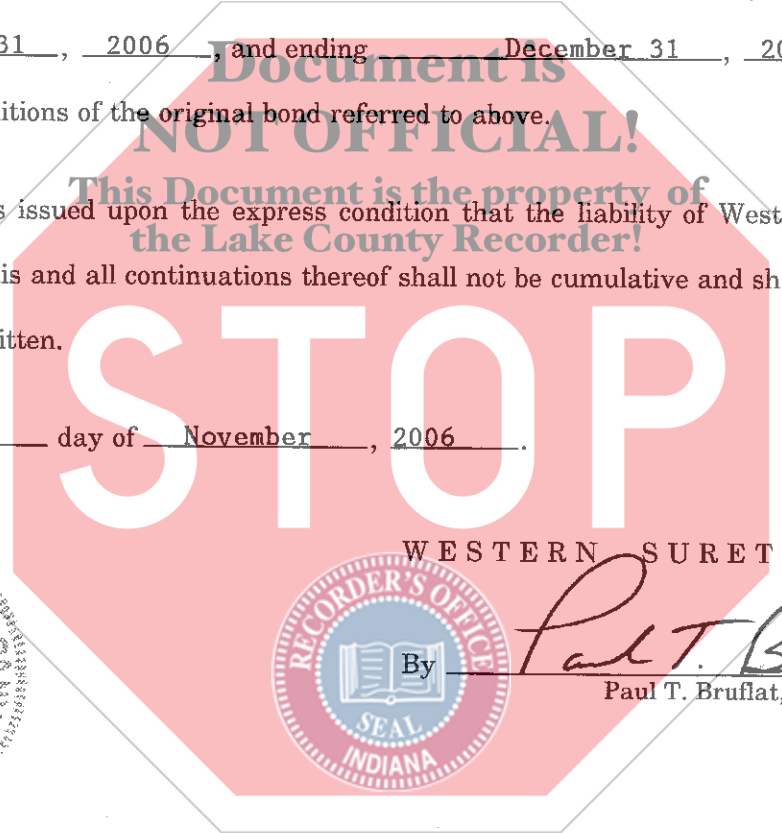 31, 2006, and ending December 31, 20
Document is
ditions of the original bond referred to above.
NOT OFFICIAL!
This Document is the property of
s issued upon the express condition that the liability of West
the Lake County Recorder!
is and all continuations thereof shall not be cumulative and sh
itten.
STOP
day of November, 2006.
WESTERN SURET
RECORDER'S OFFICE
SEAL
INDIANA
By Paul T. B
Paul T. Bruflat,